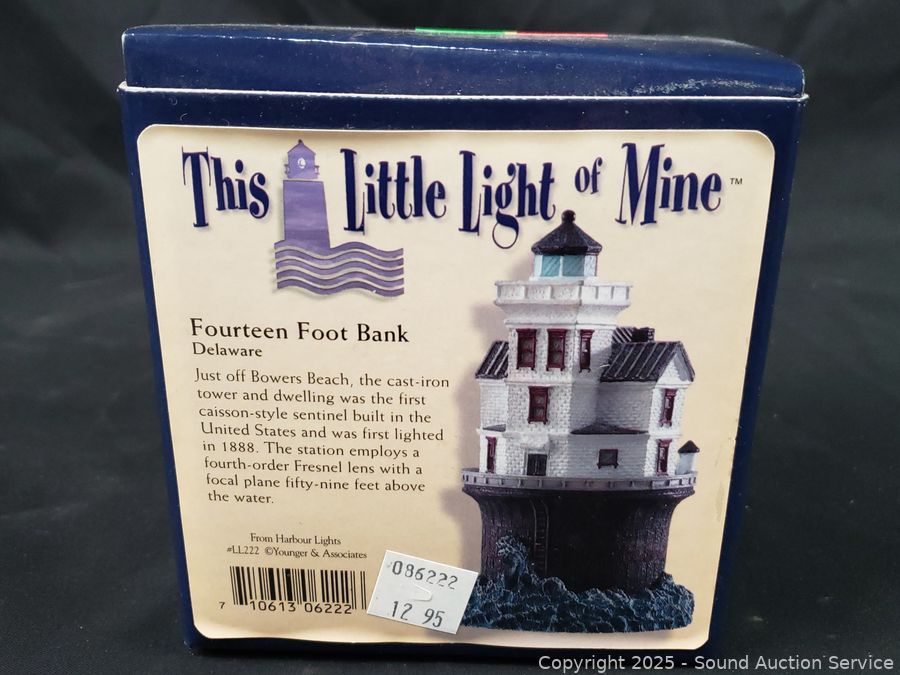 This Little Light of Mine™
Fourteen Foot Bank
Delaware
Just off Bowers Beach, the cast-iron
tower and dwelling was the first
caisson-style sentinel built in the
United States and was first lighted
in 1888. The station employs a
fourth-order Fresnel lens with a
focal plane fifty-nine feet above
the water.
From Harbour Lights
#LL222 ©Younger & Associates
7 10613 06222
086222
12 95
Copyright 2025 - Sound Auction Service